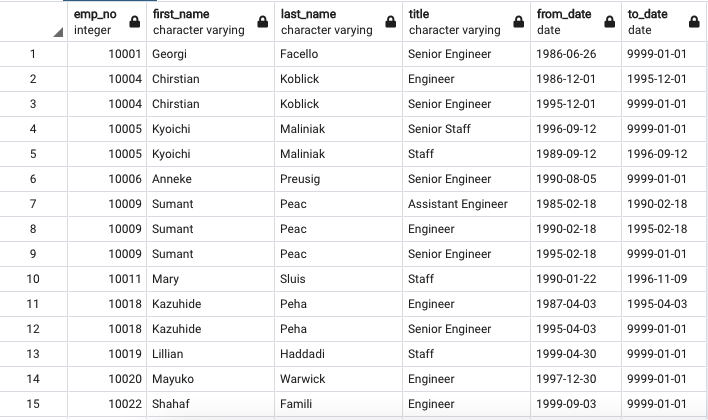 emp_no first_name last_name title from_date to_date
integer character varying character varying character varying date date
1 10001 Georgi Facello Senior Engineer 1986-06-26 9999-01-01
2 10004 Chirstian Koblick Engineer 1986-12-01 1995-12-01
3 10004 Chirstian Koblick Senior Engineer 1995-12-01 9999-01-01
4 10005 Kyoichi Maliniak Senior Staff 1996-09-12 9999-01-01
5 10005 Kyoichi Maliniak Staff 1989-09-12 1996-09-12
6 10006 Anneke Preusig Senior Engineer 1990-08-05 9999-01-01
7 10009 Sumant Peac Assistant Engineer 1985-02-18 1990-02-18
8 10009 Sumant Peac Engineer 1990-02-18 1995-02-18
9 10009 Sumant Peac Senior Engineer 1995-02-18 9999-01-01
10 10011 Mary Sluis Staff 1990-01-22 1996-11-09
11 10018 Kazuhide Peha Engineer 1987-04-03 1995-04-03
12 10018 Kazuhide Peha Senior Engineer 1995-04-03 9999-01-01
13 10019 Lillian Haddadi Staff 1999-04-30 9999-01-01
14 10020 Mayuko Warwick Engineer 1997-12-30 9999-01-01
15 10022 Shahaf Famili Engineer 1999-09-03 9999-01-01